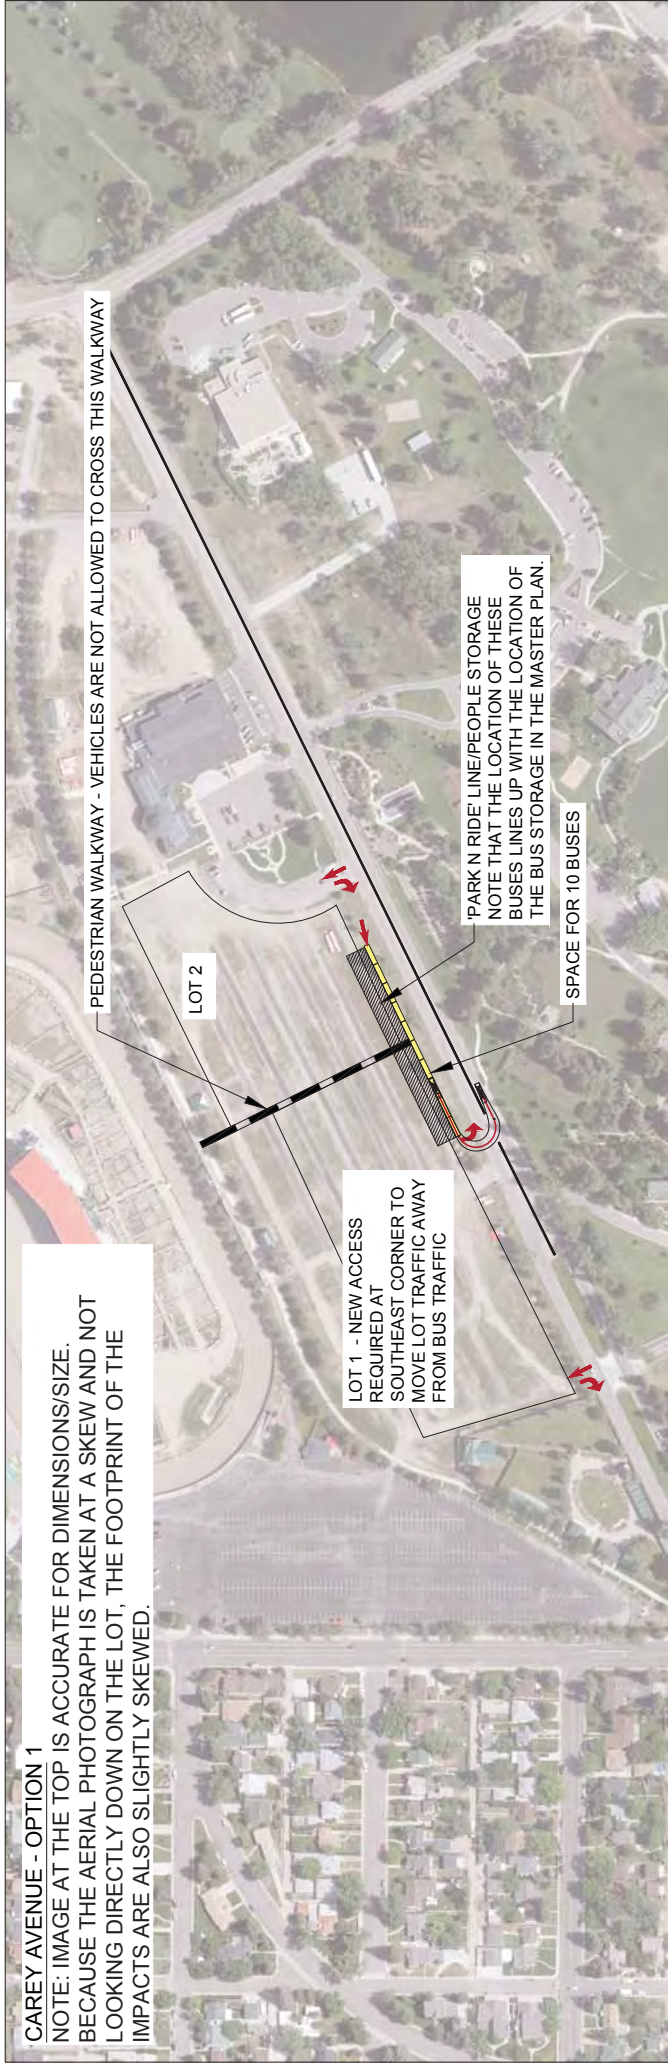 CAREY AVENUE - OPTION 1
NOTE: IMAGE AT THE TOP IS ACCURATE FOR DIMENSIONS/SIZE.
BECAUSE THE AERIAL PHOTOGRAPH IS TAKEN AT A SKEW AND NOT
LOOKING DIRECTLY DOWN ON THE LOT, THE FOOTPRINT OF THE
IMPACTS ARE ALSO SLIGHTLY SKEWED.
PEDESTRIAN WALKWAY - VEHICLES ARE NOT ALLOWED TO CROSS THIS WALKWAY
LOT 2
LOT 1 - NEW ACCESS
REQUIRED AT
SOUTHEAST CORNER TO
MOVE LOT TRAFFIC AWAY
FROM BUS TRAFFIC
'PARK N RIDE' LINE/PEOPLE STORAGE
NOTE THAT THE LOCATION OF THESE
BUSES LINES UP WITH THE LOCATION OF
THE BUS STORAGE IN THE MASTER PLAN.
SPACE FOR 10 BUSES